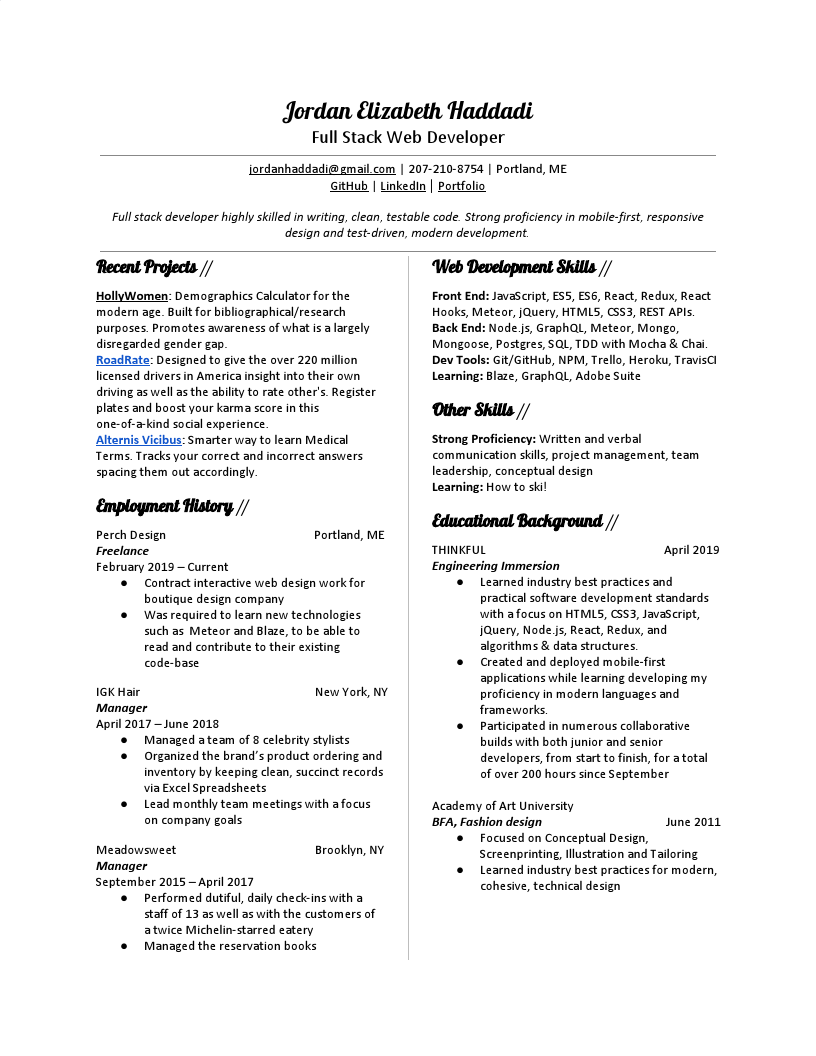 Jordan Elizabeth Haddadi
Full Stack Web Developer
jordanhaddadi@gmail.com | 207-210-8754 | Portland, ME
GitHub | LinkedIn | Portfolio
Full stack developer highly skilled in writing, clean, testable code. Strong proficiency in mobile-first, responsive
design and test-driven, modern development.
Recent Projects //
HollyWomen: Demographics Calculator for the
modern age. Built for bibliographical/research
purposes. Promotes awareness of what is a largely
disregarded gender gap.
RoadRate: Designed to give the over 220 million
licensed drivers in America insight into their own
driving as well as the ability to rate other's. Register
plates and boost your karma score in this
one-of-a-kind social experience.
Alternis Vicibus: Smarter way to learn Medical
Terms. Tracks your correct and incorrect answers
spacing them out accordingly.
Employment History //
Perch Design Portland, ME
Freelance
February 2019 – Current
● Contract interactive web design work for
boutique design company
● Was required to learn new technologies
such as Meteor and Blaze, to be able to
read and contribute to their existing
code-base
IGK Hair New York, NY
Manager
April 2017 – June 2018
● Managed a team of 8 celebrity stylists
● Organized the brand's product ordering and
inventory by keeping clean, succinct records
via Excel Spreadsheets
● Lead monthly team meetings with a focus
on company goals
Meadowsweet Brooklyn, NY
Manager
September 2015 – April 2017
● Performed dutiful, daily check-ins with a
staff of 13 as well as with the customers of
a twice Michelin-starred eatery
● Managed the reservation books
Web Development Skills //
Front End: JavaScript, ES5, ES6, React, Redux, React
Hooks, Meteor, jQuery, HTML5, CSS3, REST APIs.
Back End: Node.js, GraphQL, Meteor, Mongo,
Mongoose, Postgres, SQL, TDD with Mocha & Chai.
Dev Tools: Git/GitHub, NPM, Trello, Heroku, TravisCI
Learning: Blaze, GraphQL, Adobe Suite
Other Skills //
Strong Proficiency: Written and verbal
communication skills, project management, team
leadership, conceptual design
Learning: How to ski!
Educational Background //
THINKFUL April 2019
Engineering Immersion
● Learned industry best practices and
practical software development standards
with a focus on HTML5, CSS3, JavaScript,
jQuery, Node.js, React, Redux, and
algorithms & data structures.
● Created and deployed mobile-first
applications while learning developing my
proficiency in modern languages and
frameworks.
● Participated in numerous collaborative
builds with both junior and senior
developers, from start to finish, for a total
of over 200 hours since September
Academy of Art University
BFA, Fashion design June 2011
● Focused on Conceptual Design,
Screenprinting, Illustration and Tailoring
● Learned industry best practices for modern,
cohesive, technical design